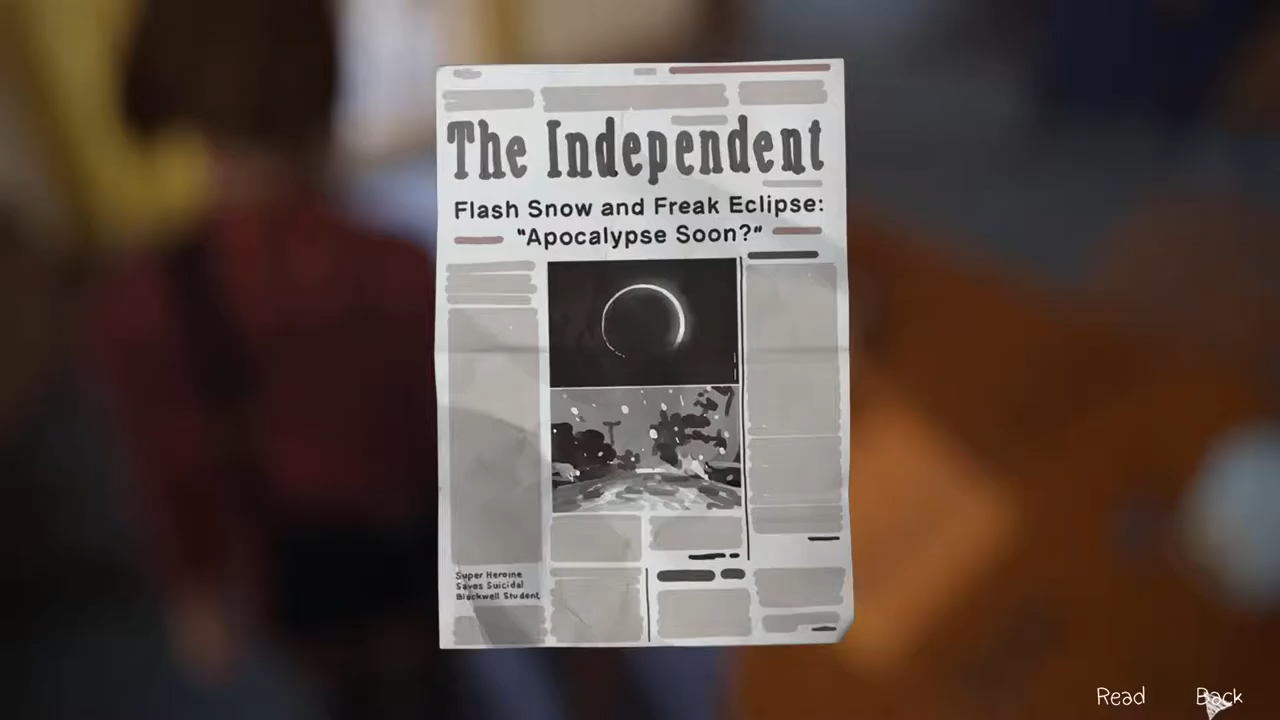 The Independent
Flash Snow and Freak Eclipse:
"Apocalypse Soon?"
Super Heroine
Saves Suicidal
Blackwell Student
Read Back